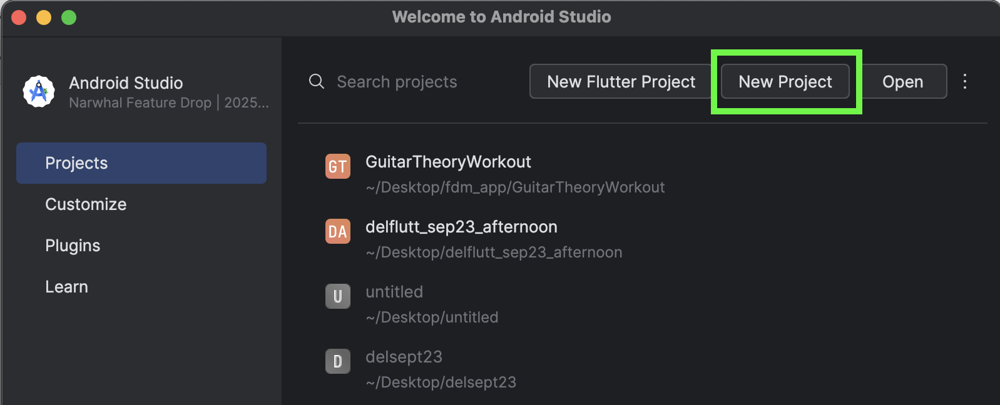 Welcome to Android Studio
Android Studio
Narwhal Feature Drop | 2025...
Projects
Customize
Plugins
Learn
Search projects
New Flutter Project
New Project
Open
GT
GuitarTheoryWorkout
~/Desktop/fdm_app/GuitarTheoryWorkout
DA
delflutt_sep23_afternoon
~/Desktop/delflutt_sep23_afternoon
U
untitled
~/Desktop/untitled
D
delsept23
~/Desktop/delsept23